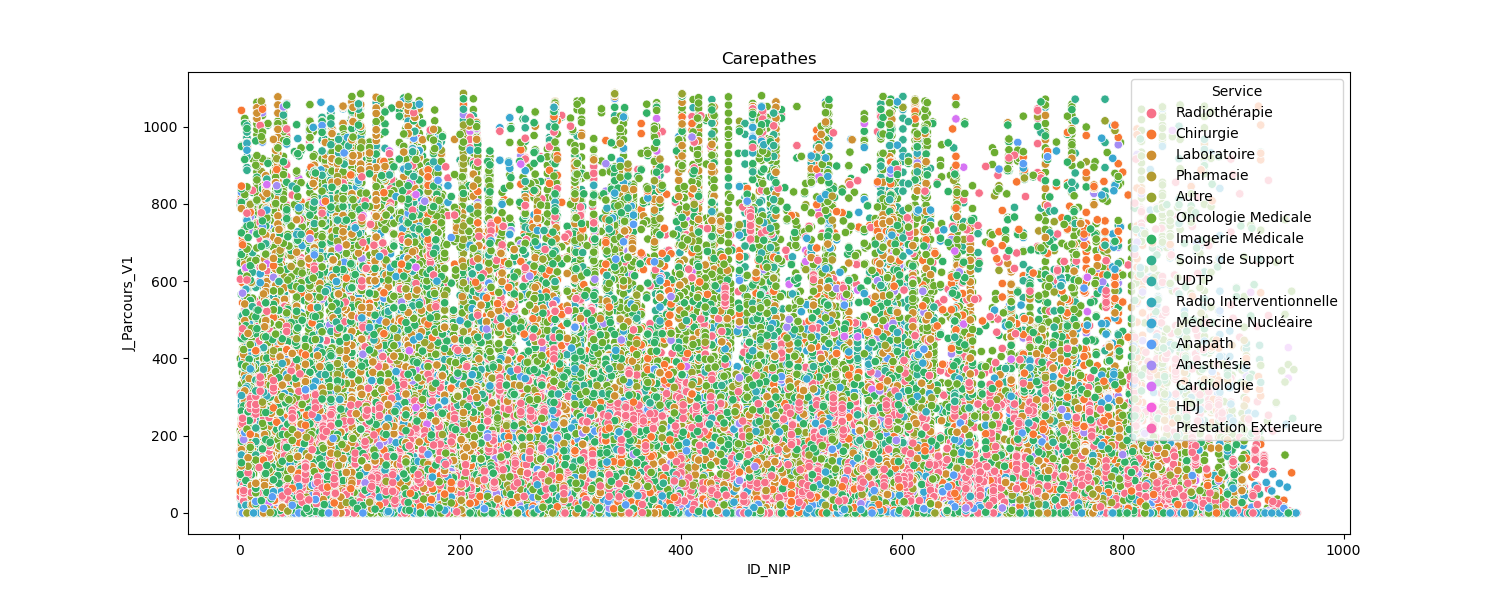 Carepathes
J_Parcours_V1
1000
800
600
400
200
0
Service
Radiothérapie
Chirurgie
Laboratoire
Pharmacie
Autre
Oncologie Medicale
Imagerie Médicale
Soins de Support
UDTP
Radio Interventionnelle
Médecine Nucléaire
Anapath
Anesthésie
Cardiologie
HDJ
Prestation Exterieure
0 200 400 600 800 1000
ID_NIP